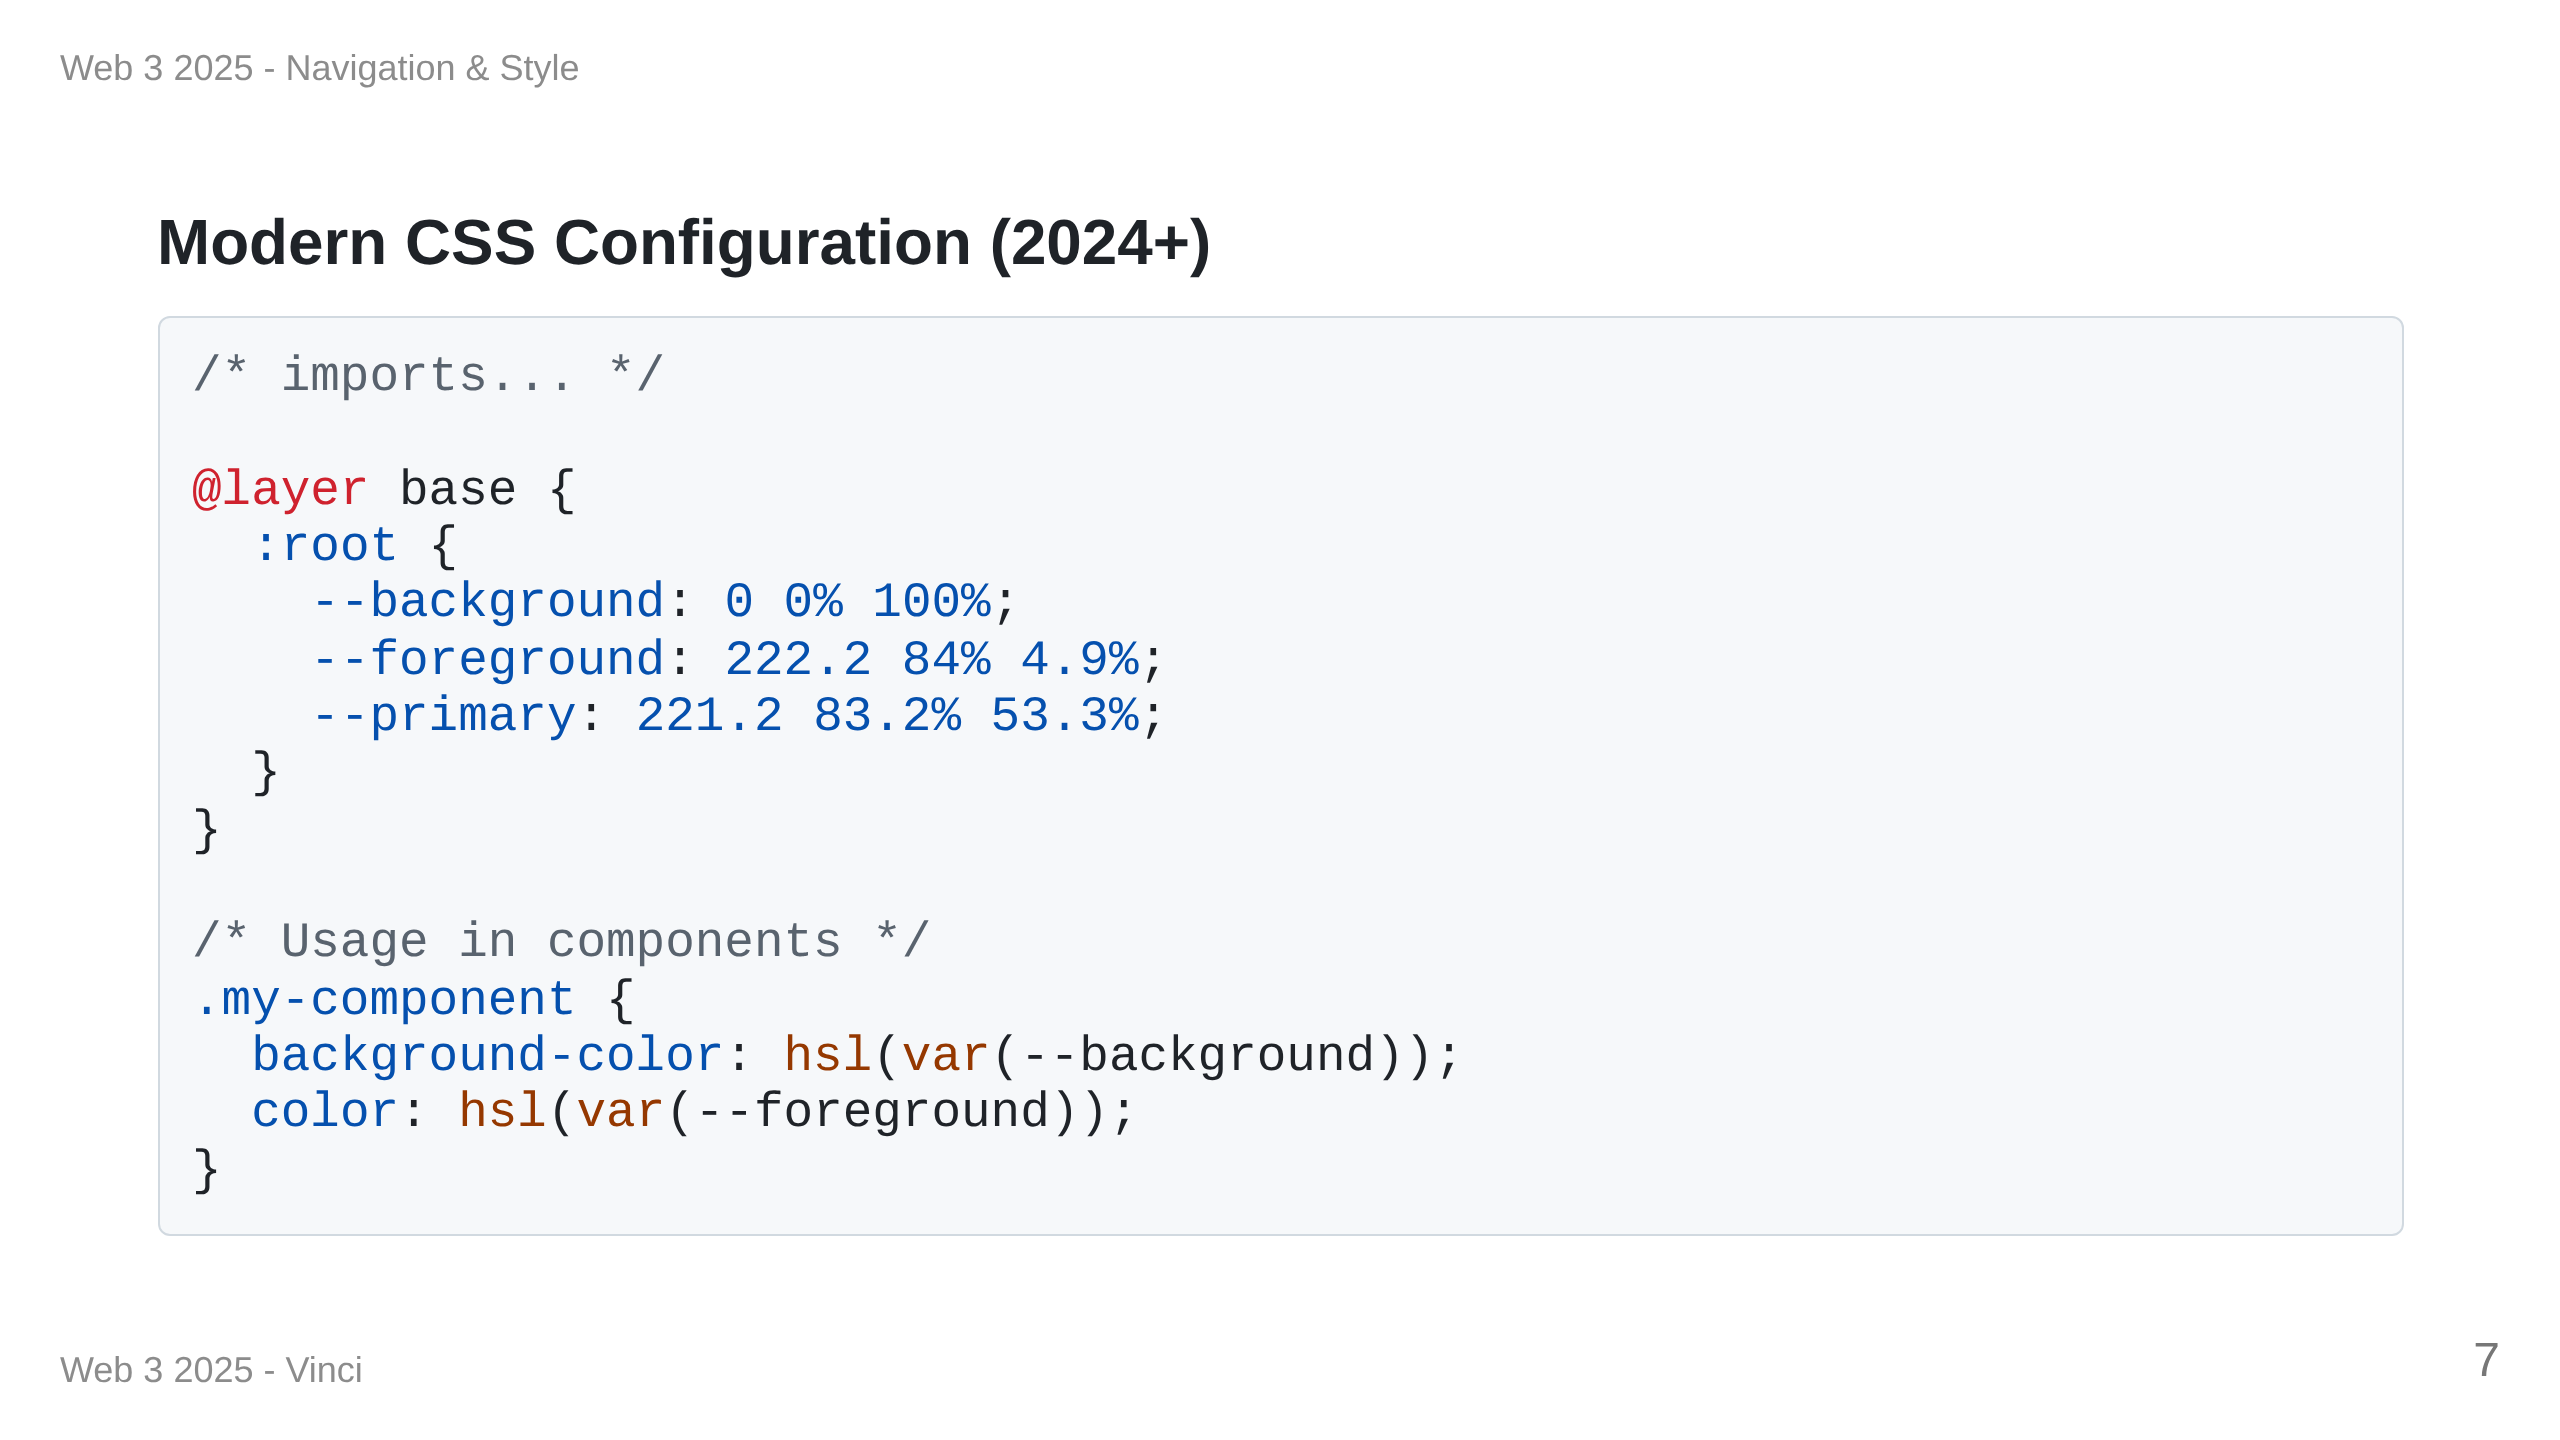 Web 3 2025 - Navigation & Style
Modern CSS Configuration (2024+)
/* imports... */
@layer base {
  :root {
    --background: 0 0% 100%;
    --foreground: 222.2 84% 4.9%;
    --primary: 221.2 83.2% 53.3%;
  }
}
/* Usage in components */
.my-component {
  background-color: hsl(var(--background));
  color: hsl(var(--foreground));
}
Web 3 2025 - Vinci
7